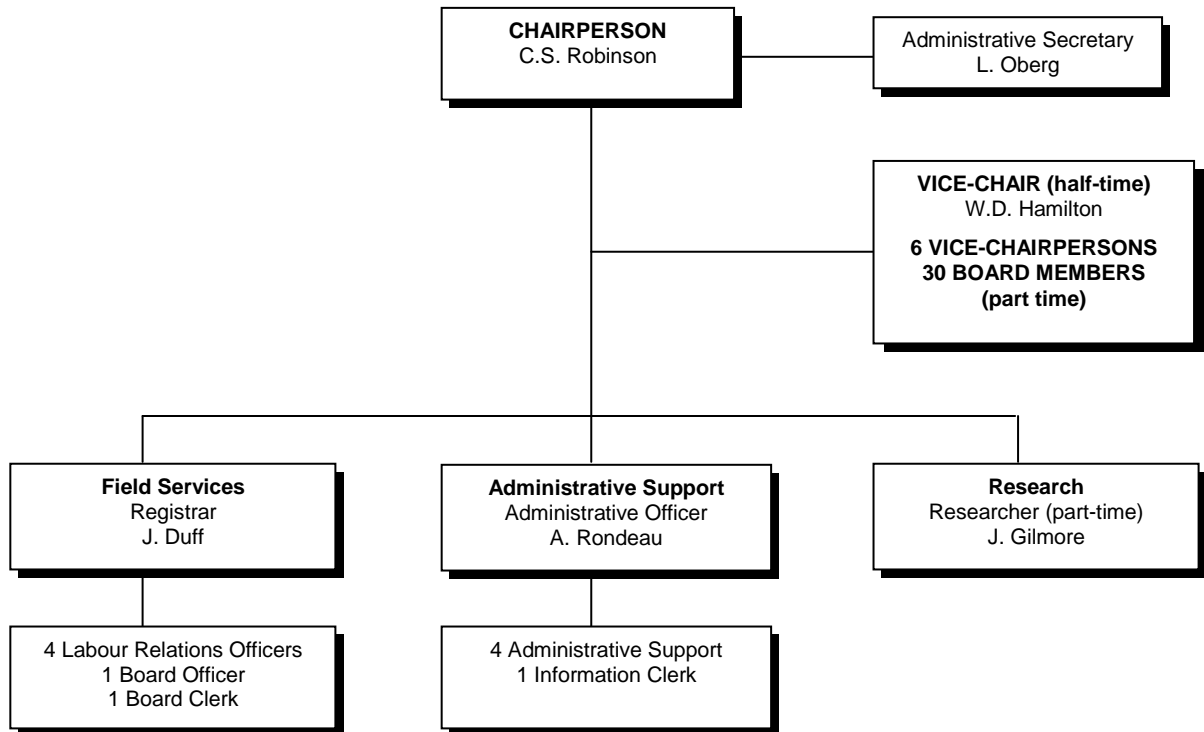 CHAIRPERSON
C.S. Robinson
Administrative Secretary
L. Oberg
VICE-CHAIR (half-time)
W.D. Hamilton
6 VICE-CHAIRPERSONS
30 BOARD MEMBERS
(part time)
Field Services
Registrar
J. Duff
Administrative Support
Administrative Officer
A. Rondeau
Research
Researcher (part-time)
J. Gilmore
4 Labour Relations Officers
1 Board Officer
1 Board Clerk
4 Administrative Support
1 Information Clerk